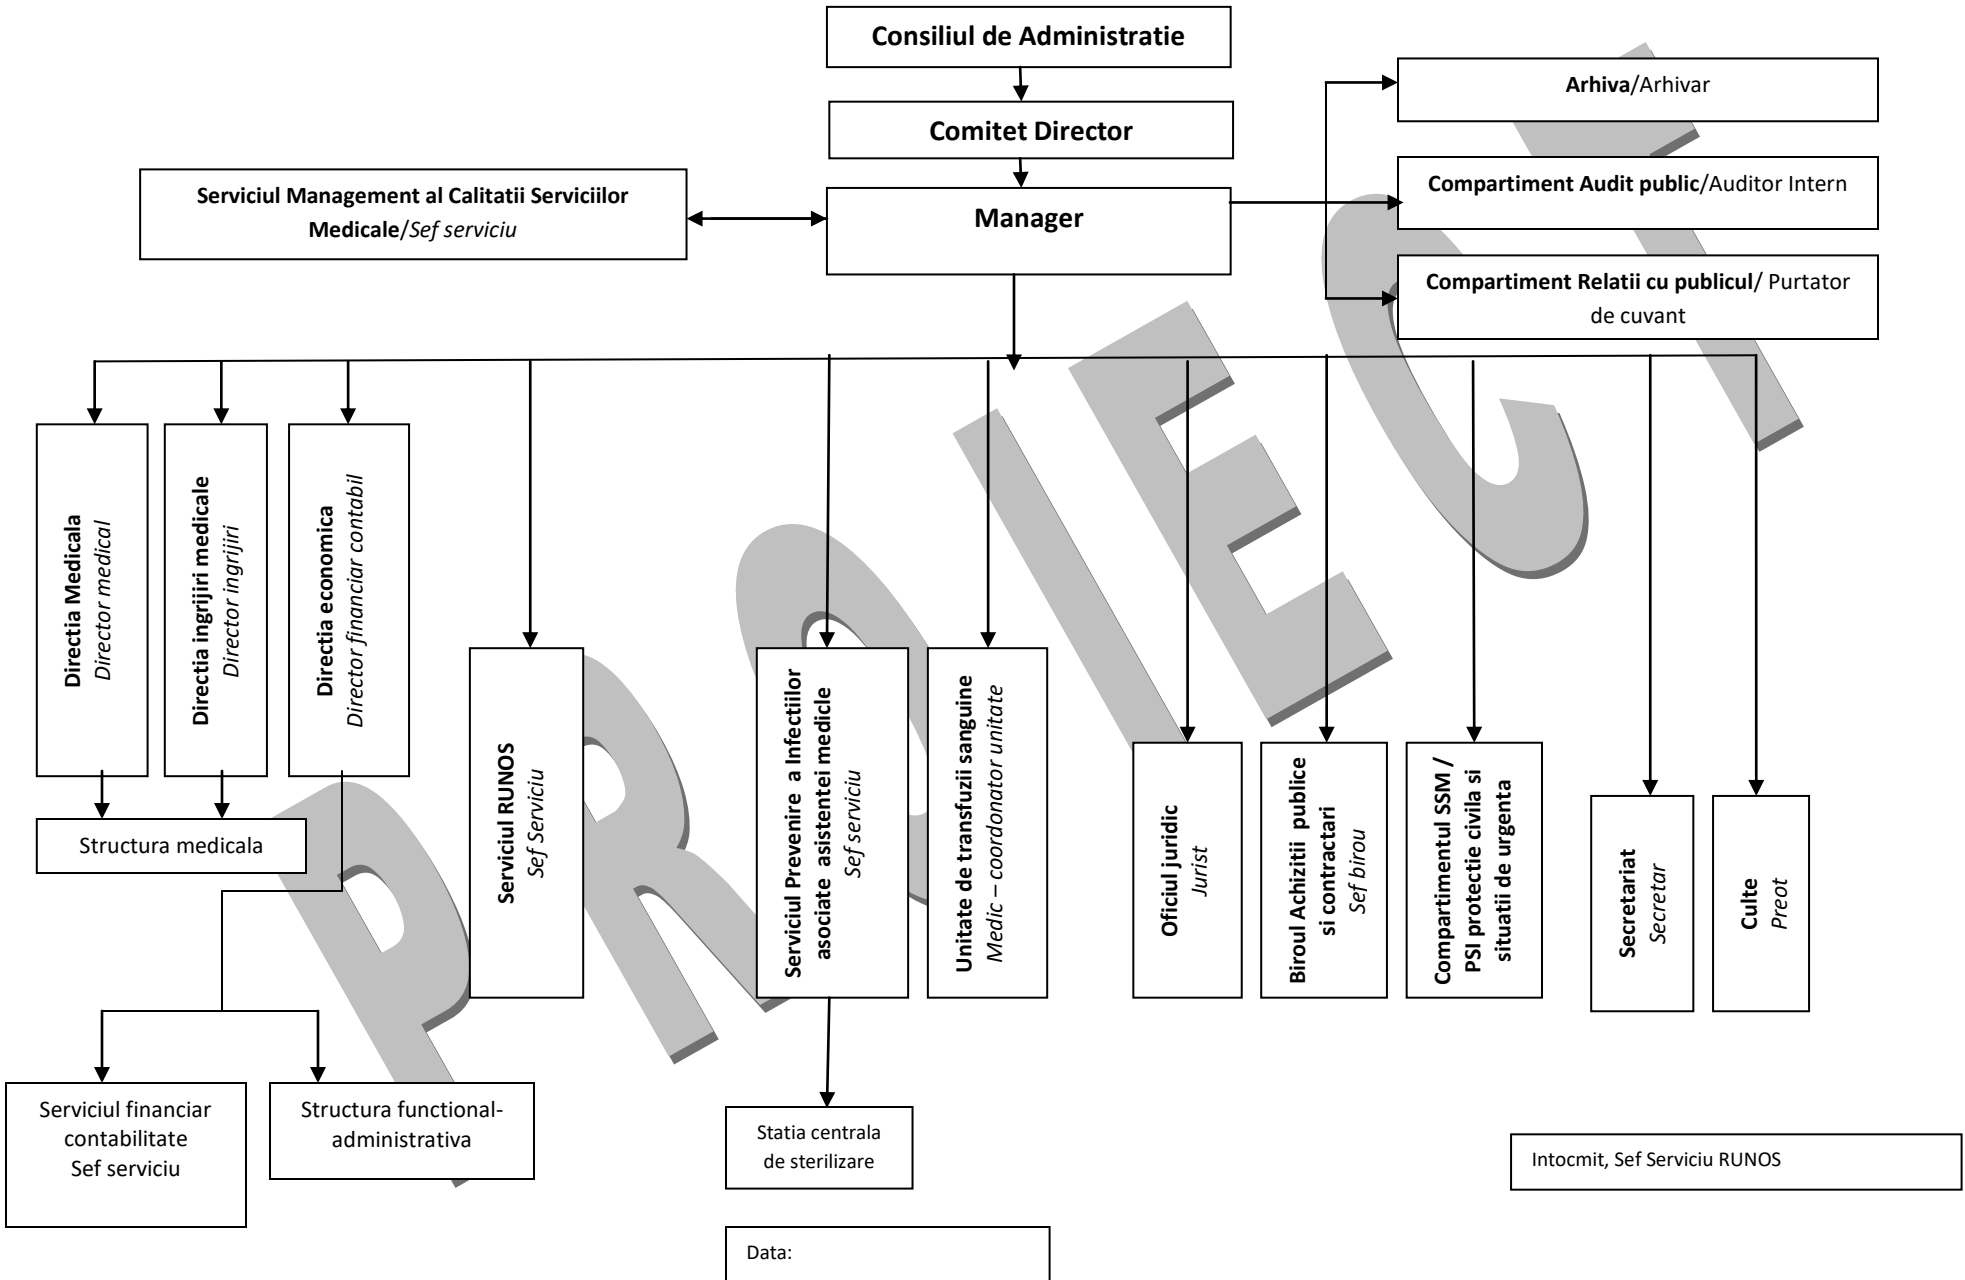 Consiliul de Administratie
Comitet Director
Manager
Serviciul Management al Calitatii Serviciilor
Medicale/Sef serviciu
Arhiva/Arhivar
Compartiment Audit public/Auditor Intern
Compartiment Relatii cu publicul/ Purtator
de cuvant
Directia Medicala
Director medical
Directia ingrijiri medicale
Director ingrijiri
Directia economica
Director financiar contabil
Serviciul RUNOS
Sef Serviciu
Serviciul Prevenire a Infectiilor
asociate asistentei medicle
Sef serviciu
Unitate de transfuzii sanguine
Medic – coordonator unitate
Oficiul juridic
Jurist
Biroul Achizitii publice
si contractari
Sef birou
Compartimentul SSM /
PSI protectie civila si
situatii de urgenta
Secretariat
Secretar
Culte
Preot
Structura medicala
Serviciul financiar
contabilitate
Sef serviciu
Structura functional-
administrativa
Statia centrala
de sterilizare
Intocmit, Sef Serviciu RUNOS
Data:
PROIECT